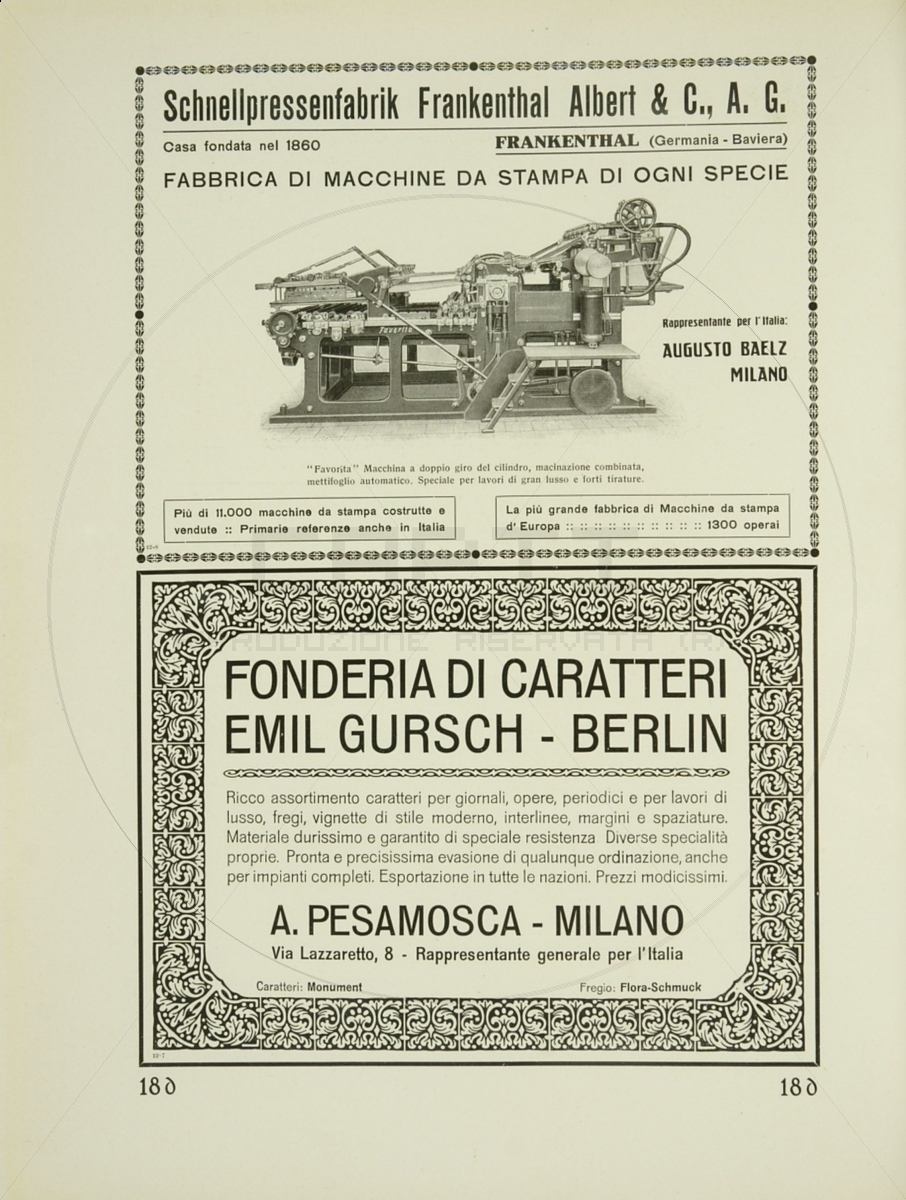 Schnellpressenfabrik Frankenthal Albert & C., A. G.
Casa fondata nel 1860
FRANKENTHAL (Germania - Baviera)
FABBRICA DI MACCHINE DA STAMPA DI OGNI SPECIE
Favorita
Rappresentante per l'Italia:
AUGUSTO BAELZ
MILANO
"Favorita" Macchina a doppio giro del cilindro, macinazione combinata,
mettifoglio automatico. Speciale per lavori di gran lusso e forti tirature.
Più di 11.000 macchine da stampa costrutte e
vendute :: Primarie referenze anche in Italia
La più grande fabbrica di Macchine da stampa
d'Europa :: :: :: :: :: :: :: :: :: :: 1300 operai
FONDERIA DI CARATTERI
EMIL GURSCH - BERLIN
Ricco assortimento caratteri per giornali, opere, periodici e per lavori di
lusso, fregi, vignette di stile moderno, interlinee, margini e spaziature.
Materiale durissimo e garantito di speciale resistenza Diverse specialità
proprie. Pronta e precisissima evasione di qualunque ordinazione, anche
per impianti completi. Esportazione in tutte le nazioni. Prezzi modicissimi.
A. PESAMOSCA - MILANO
Via Lazzaretto, 8 - Rappresentante generale per l'Italia
Caratteri: Monument
Fregio: Flora-Schmuck
12-7
18 d
18 d